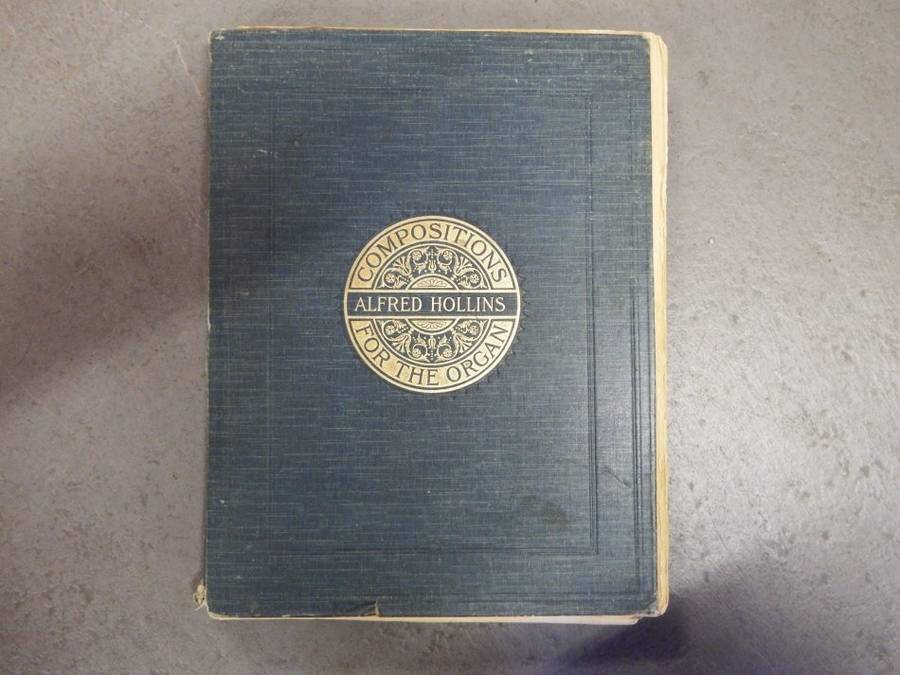 COMPOSITIONS
ALFRED HOLLINS
FOR THE ORGAN